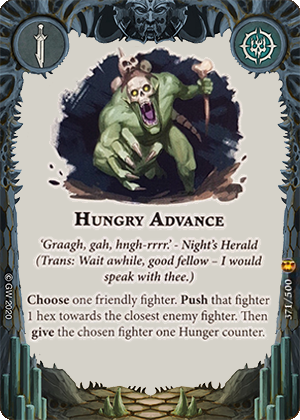 HUNGRY ADVANCE
'Graagh, gah, hngh-rrrr.' - Night's Herald
(Trans: Wait awhile, good fellow – I would
speak with thee.)
Choose one friendly fighter. Push that fighter
1 hex towards the closest enemy fighter. Then
give the chosen fighter one Hunger counter.
© GW 2020
371/500